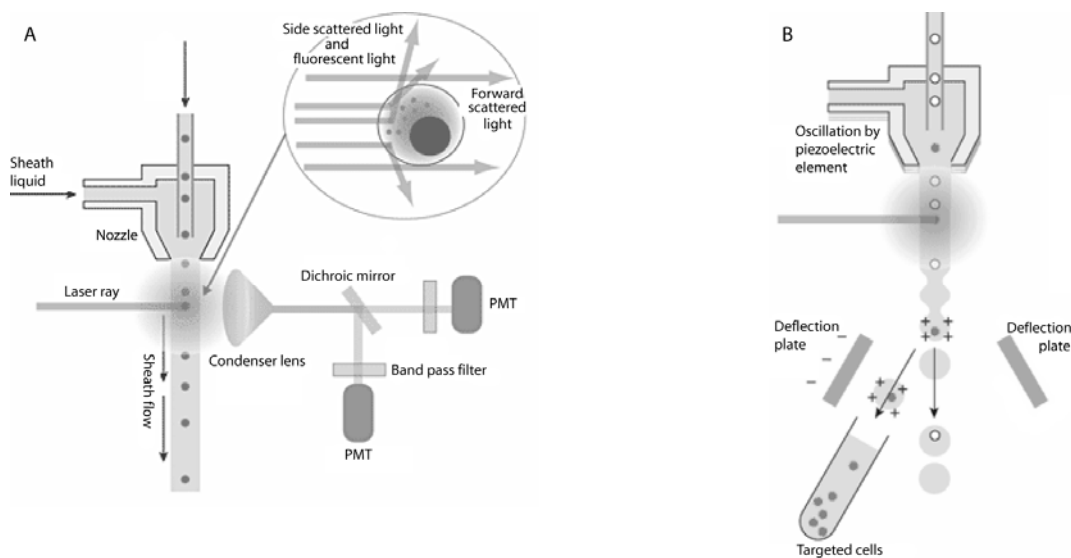 A
Side scattered light
and
fluorescent light
Forward
scattered
light
Sheath
liquid
Nozzle
Laser ray
Dichroic mirror
PMT
Condenser lens
Band pass filter
Sheath flow
PMT
B
Oscillation by
piezoelectric
element
Deflection
plate
Deflection
plate
Targeted cells